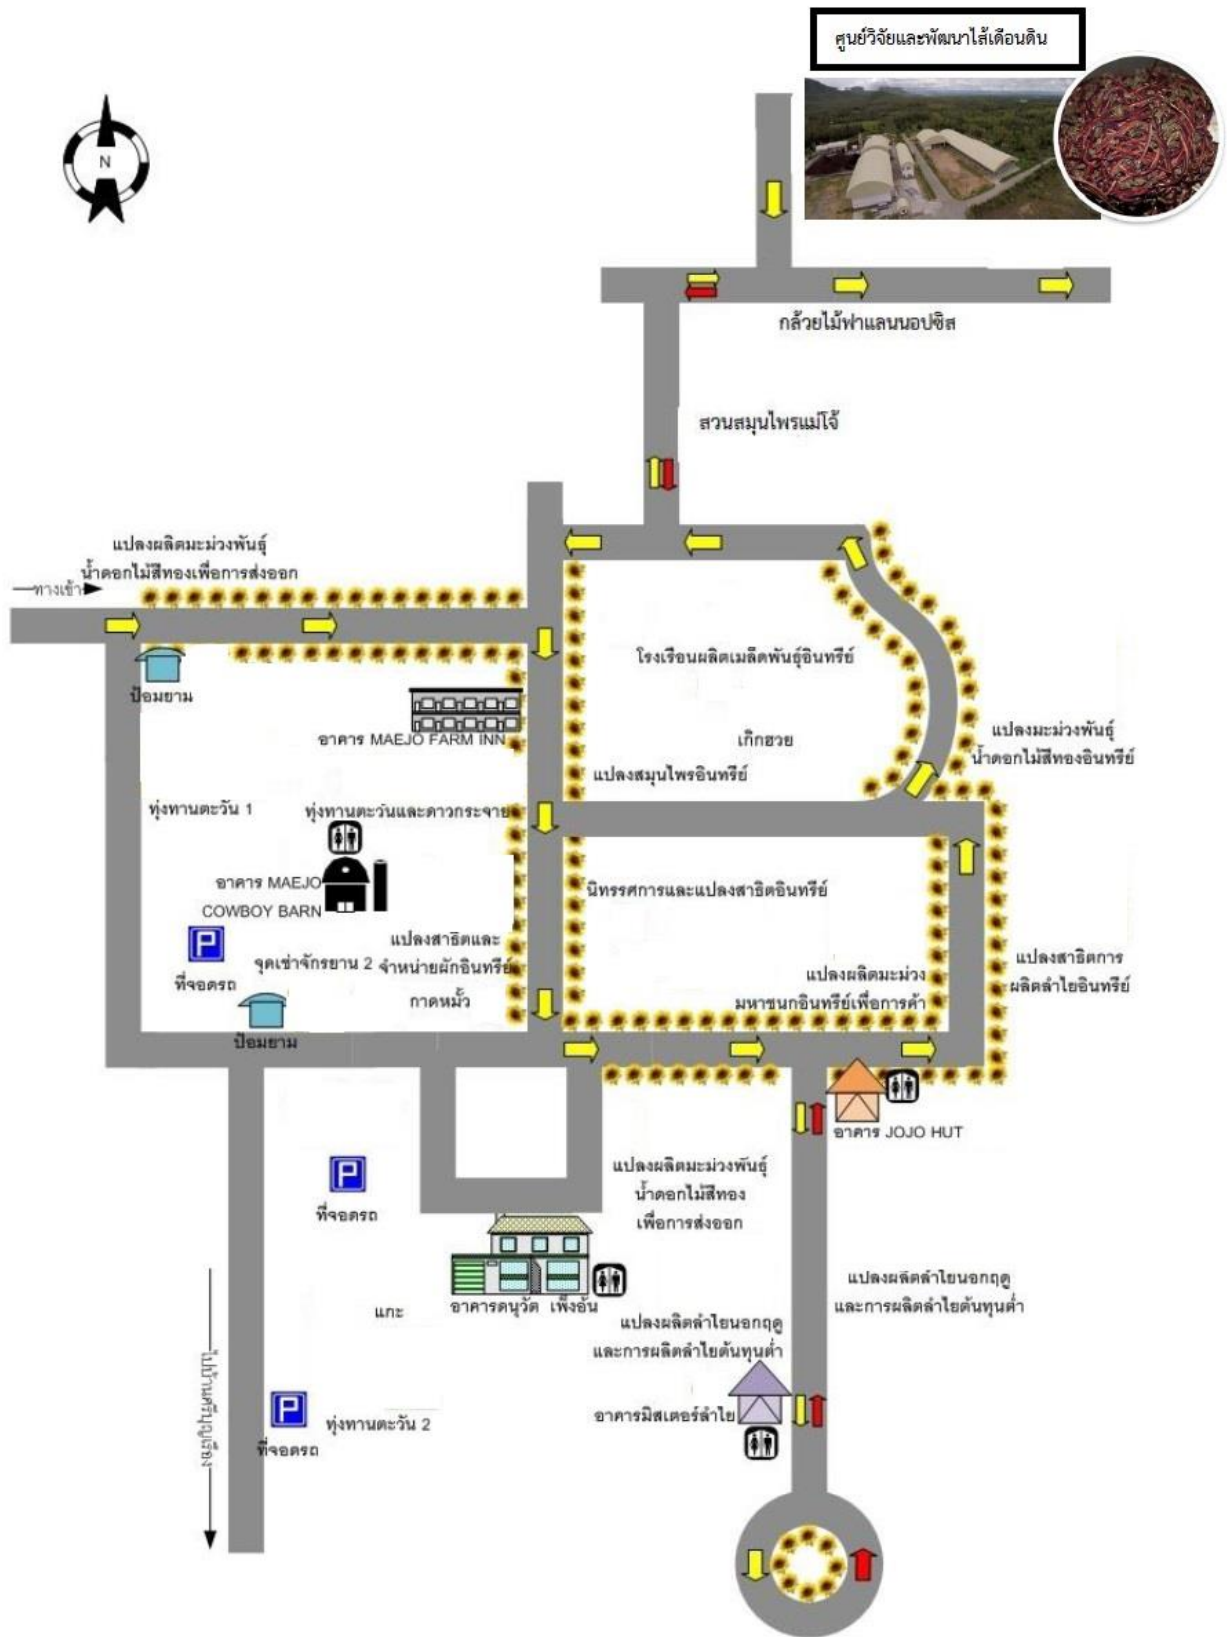 ศูนย์วิจัยและพัฒนาไส้เดือนดิน
N
กล้วยไม้ฟาแลนนอปซิส
สวนสมุนไพรแม่โจ้
แปลงผลิตมะม่วงพันธุ์
น้ำดอกไม้สีทองเพื่อการส่งออก
ทางเข้า
ป้อมยาม
โรงเรือนผลิตเมล็ดพันธุ์อินทรีย์
อาคาร MAEJO FARM INN
เก๊กฮวย
แปลงมะม่วงพันธุ์
น้ำดอกไม้สีทองอินทรีย์
แปลงสมุนไพรอินทรีย์
ทุ่งทานตะวัน 1
ทุ่งทานตะวันและดาวกระจาย
อาคาร MAEJO
COWBOY BARN
นิทรรศการและแปลงสาธิตอินทรีย์
P
ที่จอดรถ
จุดเช่าจักรยาน 2
แปลงสาธิตและ
จำหน่ายผักอินทรีย์
กาดหมั้ว
แปลงผลิตมะม่วง
มหาชนกอินทรีย์เพื่อการค้า
แปลงสาธิตการ
ผลิตลำไยอินทรีย์
ป้อมยาม
อาคาร JOJO HUT
P
ที่จอดรถ
แปลงผลิตมะม่วงพันธุ์
น้ำดอกไม้สีทอง
เพื่อการส่งออก
แกะ
อาคารดนุวัต เพ็งอ้น
แปลงผลิตลำไยนอกฤดู
และการผลิตลำไยต้นทุนต่ำ
แปลงผลิตลำไยนอกฤดู
และการผลิตลำไยต้นทุนต่ำ
ไปบ้านศรีบุญเรือง
P
ที่จอดรถ
ทุ่งทานตะวัน 2
อาคารมิสเตอร์ลำไย